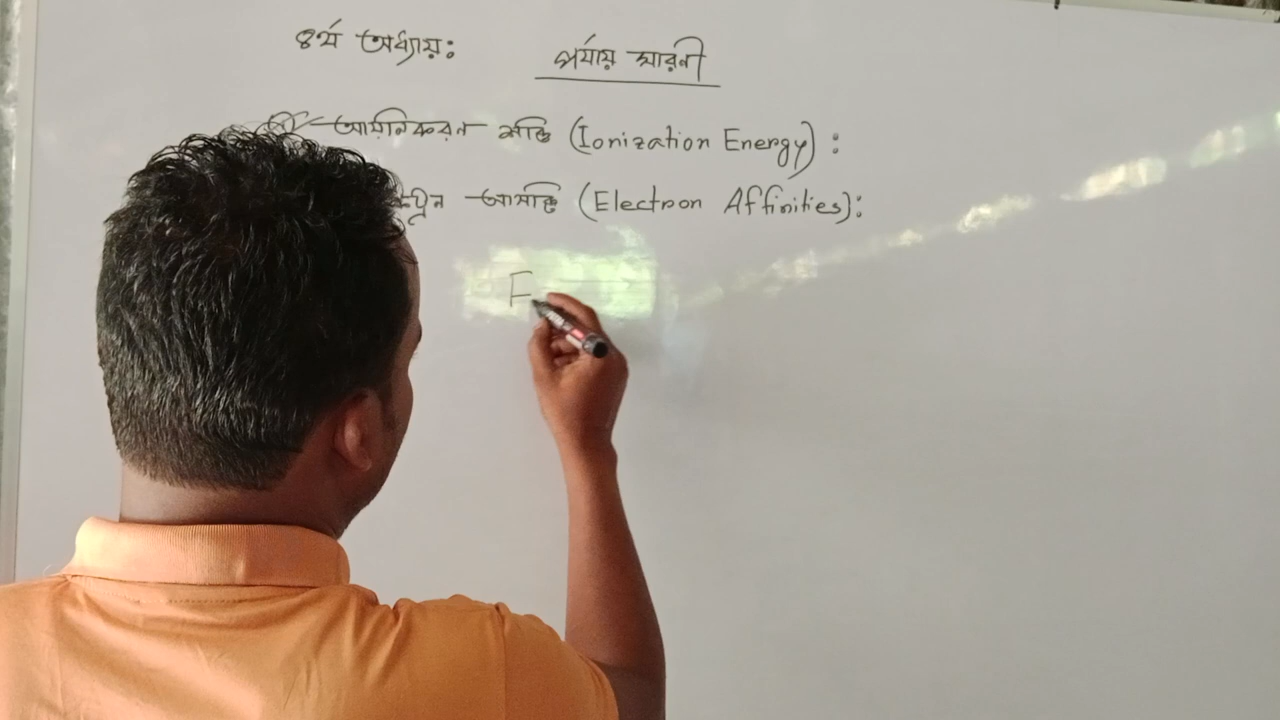 ৪র্থ অধ্যায়: পর্যায় সারণী
আয়নিকরণ শক্তি (Ionization Energy) :
আসক্তি (Electron Affinities):
F